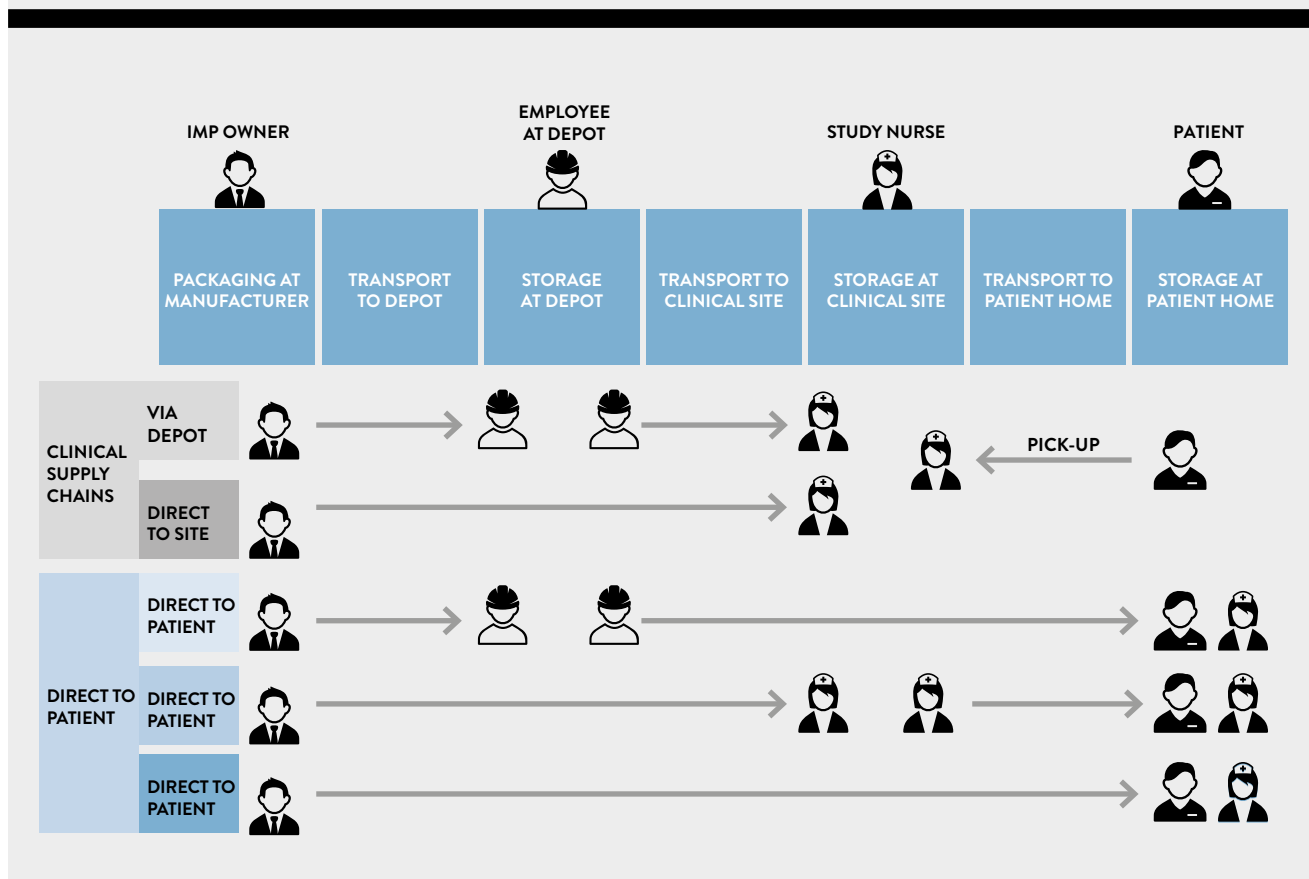 IMP OWNER
EMPLOYEE
AT DEPOT
STUDY NURSE
PATIENT
PACKAGING AT
MANUFACTURER
TRANSPORT
TO DEPOT
STORAGE
AT DEPOT
TRANSPORT TO
CLINICAL SITE
STORAGE AT
CLINICAL SITE
TRANSPORT TO
PATIENT HOME
STORAGE AT
PATIENT HOME
CLINICAL
SUPPLY
CHAINS
VIA
DEPOT
PICK-UP
DIRECT
TO SITE
DIRECT TO
PATIENT
DIRECT TO
PATIENT
DIRECT TO
PATIENT
DIRECT TO
PATIENT